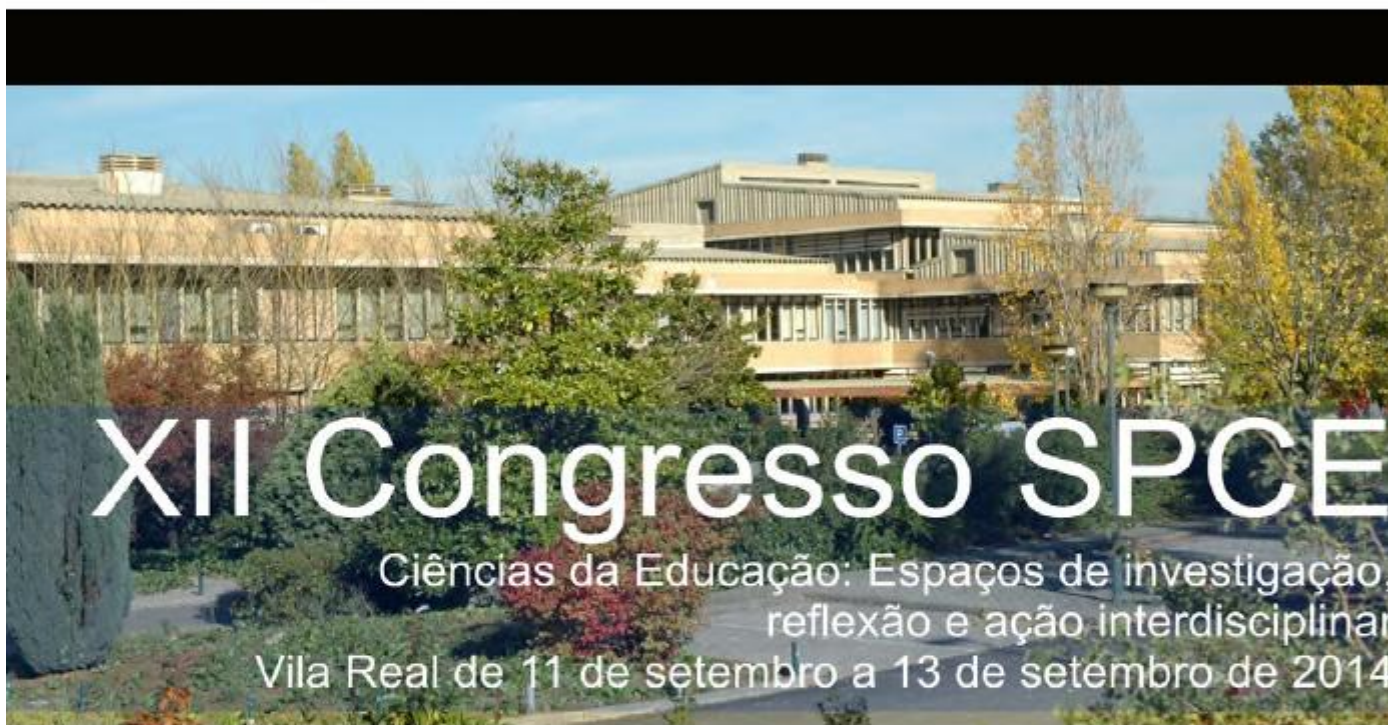 XII Congresso SPCE
Ciências da Educação: Espaços de investigação,
reflexão e ação interdisciplinar
Vila Real de 11 de setembro a 13 de setembro de 2014